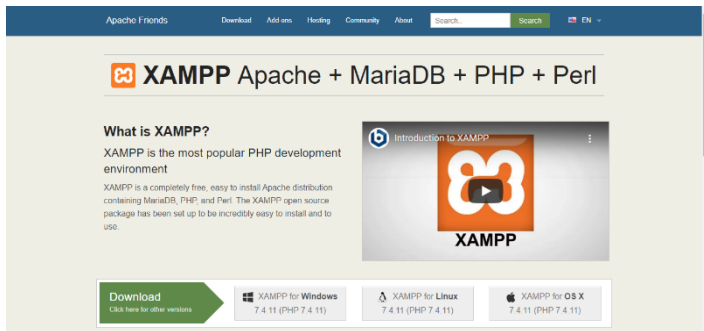 Apache Friends
Download Add ons Hosting Community About Search... Search EN
XAMPP Apache + MariaDB + PHP + Perl
What is XAMPP?
XAMPP is the most popular PHP development
environment
XAMPP is a completely free, easy to install Apache distribution
containing MariaDB, PHP, and Perl. The XAMPP open source
package has been set up to be incredibly easy to install and to
use.
Introduction to XAMPP
XAMPP
Download
Click here for other versions
XAMPP for Windows
7.4.11 (PHP 7.4.11)
XAMPP for Linux
7.4.11 (PHP 7.4.11)
XAMPP for OS X
7.4.11 (PHP 7.4.11)